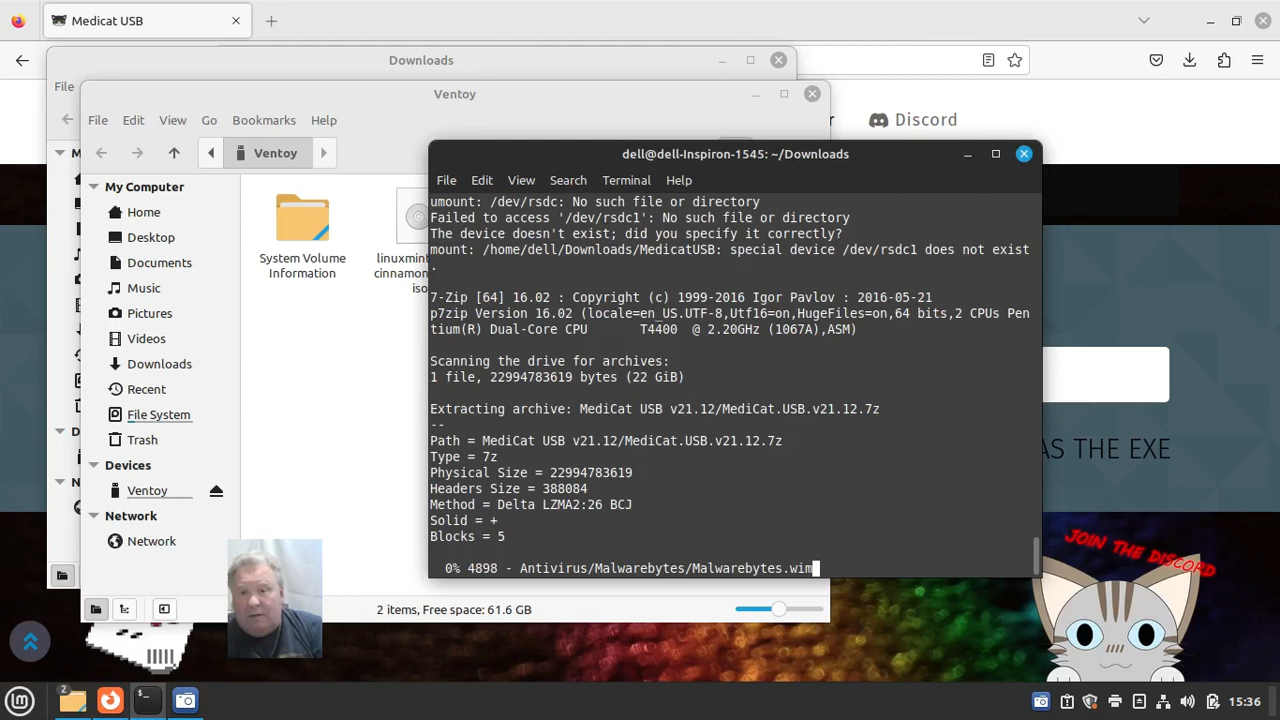 Medicat USB
Downloads
File
Ventoy
File Edit View Go Bookmarks Help
Ventoy
Discord
My Computer
Home
Desktop
Documents
Music
Pictures
Videos
Downloads
Recent
File System
Trash
Devices
Ventoy
Network
Network
System Volume
Information
linuxmint
cinnamon
iso
2 items, Free space: 61.6 GB
dell@dell-Inspiron-1545: ~/Downloads
File Edit View Search Terminal Help
umount: /dev/rsdc: No such file or directory
Failed to access '/dev/rsdc1': No such file or directory
The device doesn't exist; did you specify it correctly?
mount: /home/dell/Downloads/MedicatUSB: special device /dev/rsdc1 does not exist
.
7-Zip [64] 16.02 : Copyright (c) 1999-2016 Igor Pavlov : 2016-05-21
p7zip Version 16.02 (locale=en_US.UTF-8,Utf16=on,HugeFiles=on,64 bits,2 CPUs Pen
tium(R) Dual-Core CPU       T4400  @ 2.20GHz (1067A),ASM)
Scanning the drive for archives:
1 file, 22994783619 bytes (22 GiB)
Extracting archive: MediCat USB v21.12/MediCat.USB.v21.12.7z
--
Path = MediCat USB v21.12/MediCat.USB.v21.12.7z
Type = 7z
Physical Size = 22994783619
Headers Size = 388084
Method = Delta LZMA2:26 BCJ
Solid = +
Blocks = 5
0% 4898 - Antivirus/Malwarebytes/Malwarebytes.wim
AS THE EXE
JOIN THE DISCORD
2
15:36